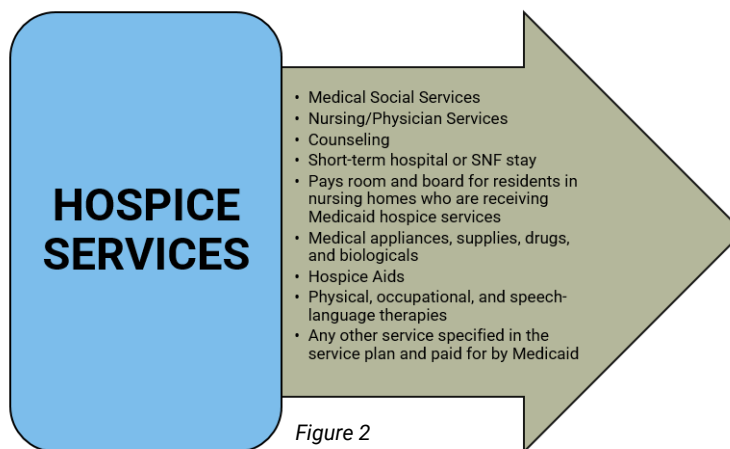 HOSPICE
SERVICES
• Medical Social Services
• Nursing/Physician Services
• Counseling
• Short-term hospital or SNF stay
• Pays room and board for residents in
nursing homes who are receiving
Medicaid hospice services
• Medical appliances, supplies, drugs,
and biologicals
• Hospice Aids
• Physical, occupational, and speech-
language therapies
• Any other service specified in the
service plan and paid for by Medicaid
Figure 2